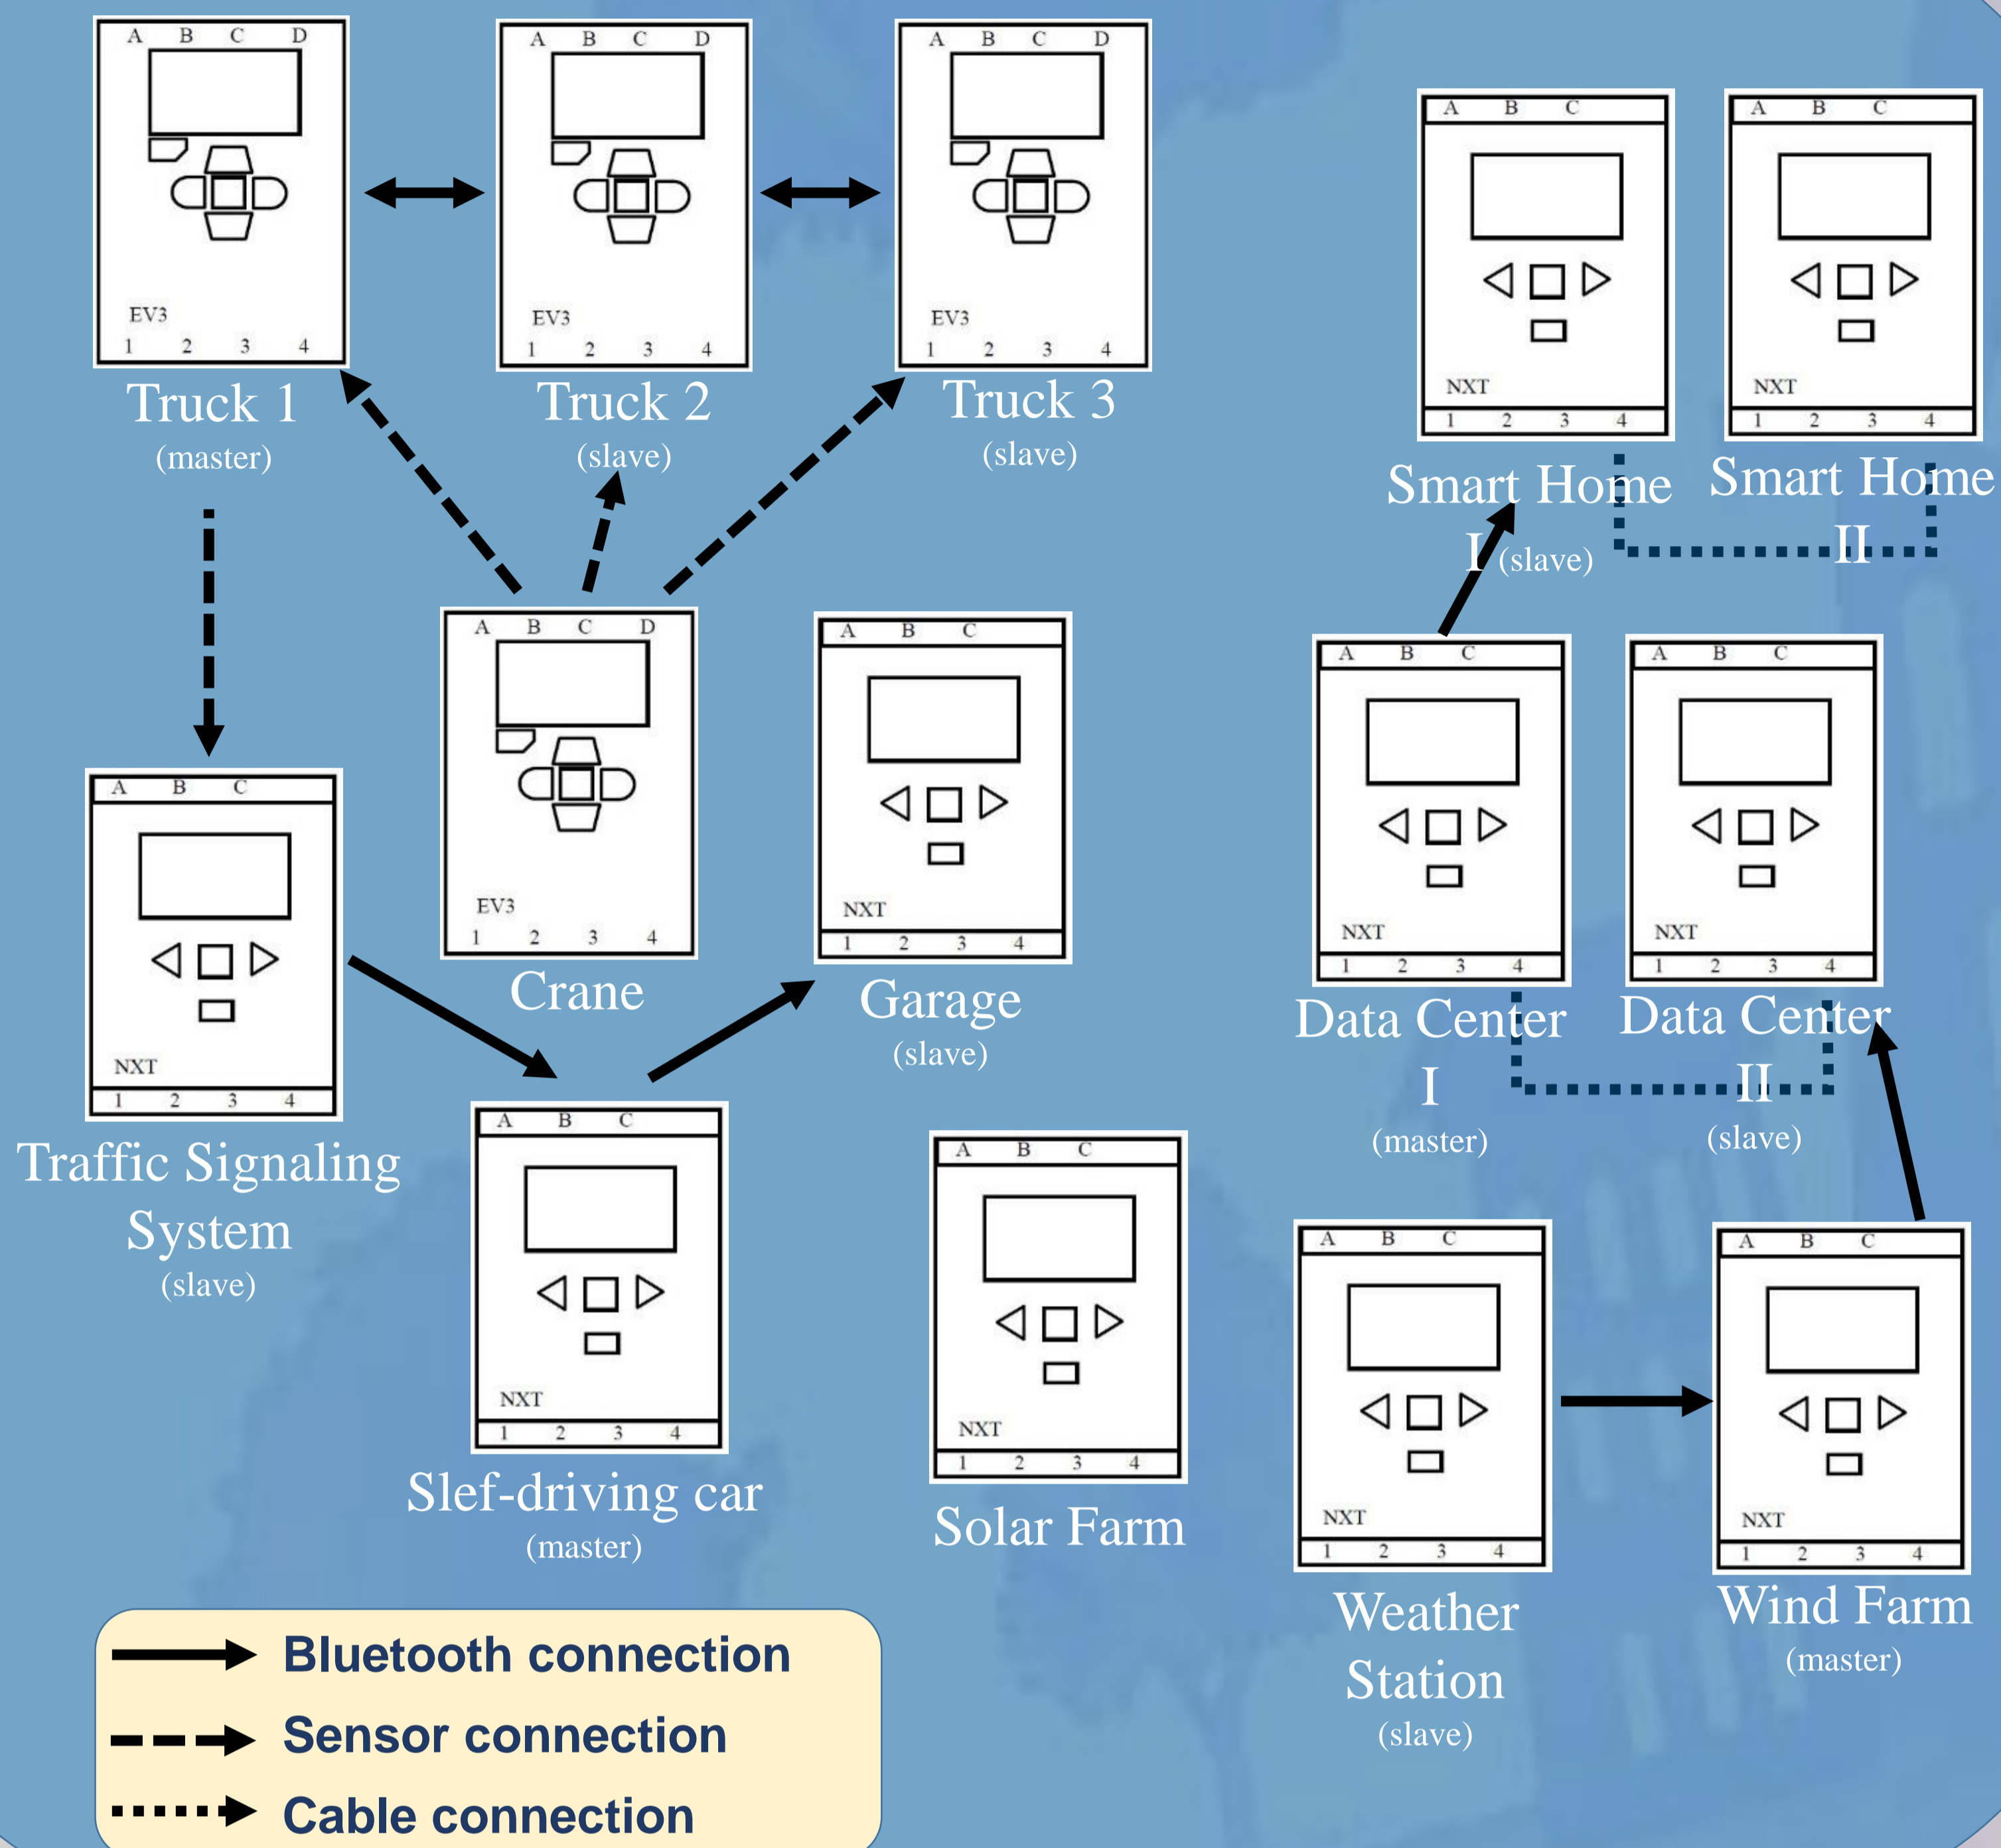 A B C D
EV3
1 2 3 4
Truck 1
(master)
A B C D
EV3
1 2 3 4
Truck 2
(slave)
A B C D
EV3
1 2 3 4
Truck 3
(slave)
A B C
NXT
1 2 3 4
Smart Home
I (slave)
A B C
NXT
1 2 3 4
Smart Home
II
A B C D
EV3
1 2 3 4
Crane
A B C
NXT
1 2 3 4
Garage
(slave)
A B C
NXT
1 2 3 4
Data Center
I
(master)
A B C
NXT
1 2 3 4
Data Center
II
(slave)
A B C
NXT
1 2 3 4
Traffic Signaling
System
(slave)
A B C
NXT
1 2 3 4
Slef-driving car
(master)
A B C
NXT
1 2 3 4
Solar Farm
A B C
NXT
1 2 3 4
Weather
Station
(slave)
A B C
NXT
1 2 3 4
Wind Farm
(master)
Bluetooth connection
Sensor connection
Cable connection